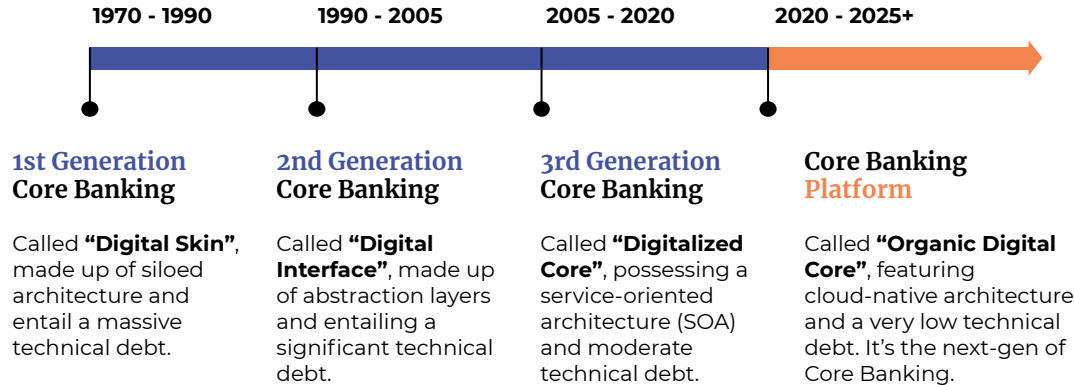 1970 - 1990
1990 - 2005
2005 - 2020
2020 - 2025+
1st Generation
Core Banking
Called “Digital Skin”,
made up of siloed
architecture and
entail a massive
technical debt.
2nd Generation
Core Banking
Called “Digital
Interface”, made up
of abstraction layers
and entailing a
significant technical
debt.
3rd Generation
Core Banking
Called “Digitalized
Core”, possessing a
service-oriented
architecture (SOA)
and moderate
technical debt.
Core Banking
Platform
Called “Organic Digital
Core”, featuring
cloud-native architecture
and a very low technical
debt. It’s the next-gen of
Core Banking.